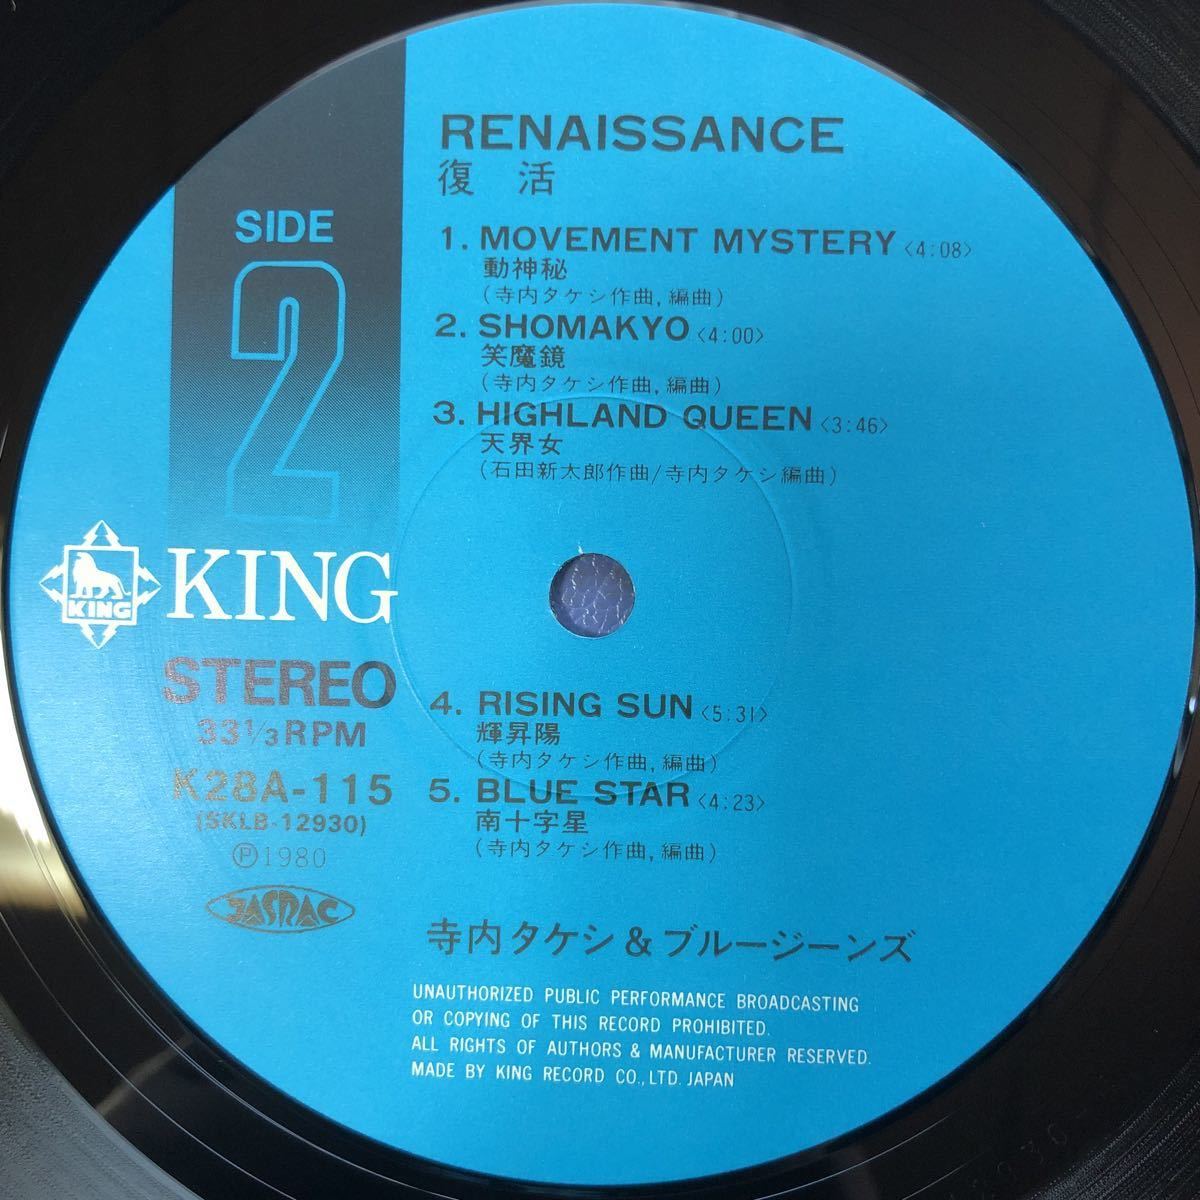 RENAISSANCE
復 活
SIDE
2
1. MOVEMENT MYSTERY <4:08>
動神秘
(寺内タケシ作曲, 編曲)
2. SHOMAKYO <4:00>
笑魔鏡
(寺内タケシ作曲, 編曲)
3. HIGHLAND QUEEN <3:46>
天界女
(石田新太郎作曲/寺内タケシ編曲)
KING
KING
STEREO
33 1/3 RPM
K28A-115
(SKLB-12930)
Ⓟ1980
JASRAC
4. RISING SUN <5:31>
輝昇陽
(寺内タケシ作曲, 編曲)
5. BLUE STAR <4:23>
南十字星
(寺内タケシ作曲, 編曲)
寺内タケシ & ブルージーンズ
UNAUTHORIZED PUBLIC PERFORMANCE BROADCASTING
OR COPYING OF THIS RECORD PROHIBITED.
ALL RIGHTS OF AUTHORS & MANUFACTURER RESERVED.
MADE BY KING RECORD CO., LTD. JAPAN